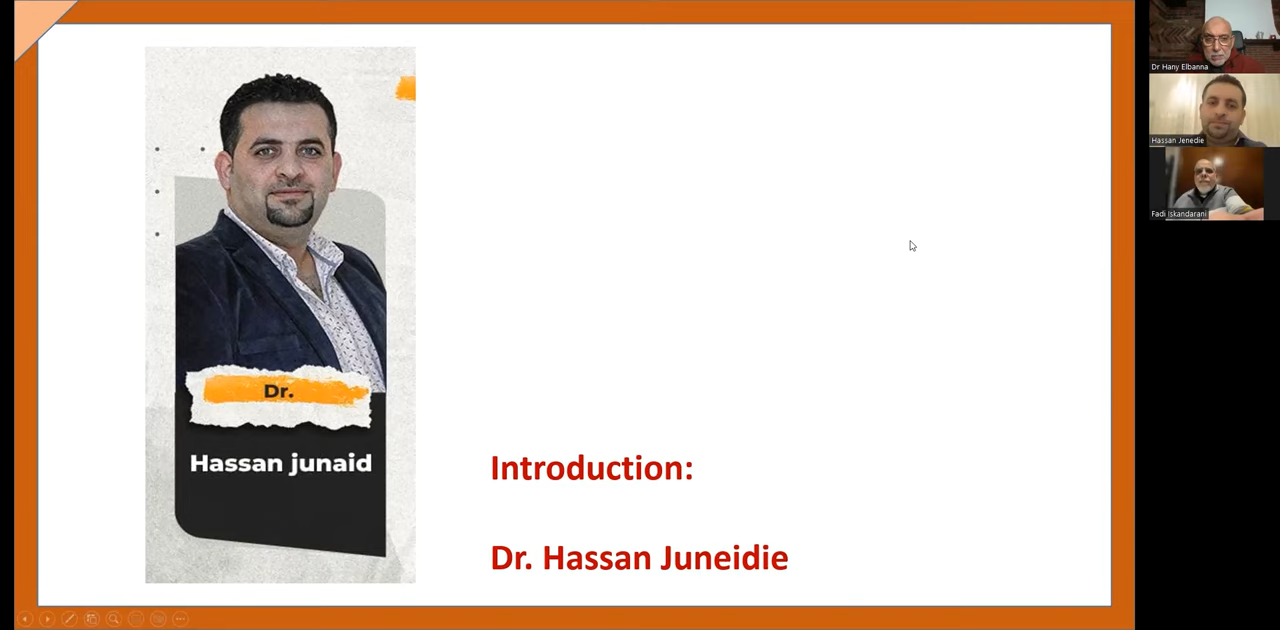 Dr.
Hassan junaid
Introduction:
Dr. Hassan Juneidie
Dr Hany Elbanna
Hassan Jenedie
Fadi Iskandarani